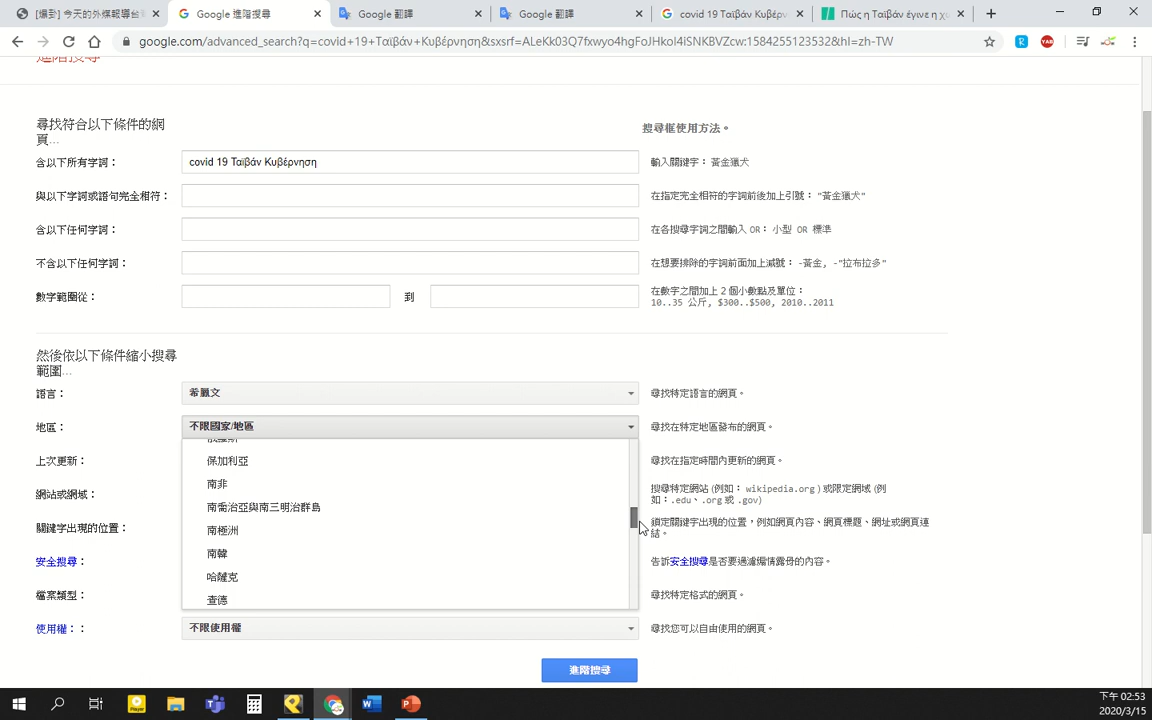 [爆卦] 今天的外媒報導台
Google 進階搜尋
Google 翻譯
Google 翻譯
covid 19 Ταϊβάν Κυβέρν
Πώς η Ταϊβάν έγινε η χώ
google.com/advanced_search?q=covid+19+Ταϊβάν+Κυβέρνηση&sxsrf=ALeKk03Q7fxwyo4hgFoJHkol4iSNKBVZcw:1584255123532&hl=zh-TW
進階搜尋
尋找符合以下條件的網
頁...
搜尋框使用方法。
含以下所有字詞：
covid 19 Ταϊβάν Κυβέρνηση
輸入關鍵字： 黃金獵犬
與以下字詞或語句完全相符：
在指定完全相符的字詞前後加上引號： "黃金獵犬"
含以下任何字詞：
在各搜尋字詞之間輸入 OR： 小型 OR 標準
不含以下任何字詞：
在想要排除的字詞前面加上減號： -黃金, -"拉布拉多"
數字範圍從：
到
在數字之間加上 2 個小數點及單位：
10..35 公斤, $300..$500, 2010..2011
然後依以下條件縮小搜尋
範圍...
語言：
希臘文
尋找特定語言的網頁。
地區：
不限國家/地區
尋找在特定地區發布的網頁。
俄羅斯
上次更新：
保加利亞
尋找在指定時間內更新的網頁。
南非
網站或網域：
搜尋特定網站 (例如： wikipedia.org ) 或限定網域 (例
如：.edu、.org 或 .gov)
南喬治亞與南三明治群島
關鍵字出現的位置：
南極洲
鎖定關鍵字出現的位置，例如網頁內容、網頁標題、網址或網頁連
結。
南韓
安全搜尋：
告訴安全搜尋是否要過濾煽情露骨的內容。
哈薩克
檔案類型：
查德
尋找特定格式的網頁。
使用權：：
不限使用權
尋找您可以自由使用的網頁。
進階搜尋
下午 02:53
2020/3/15